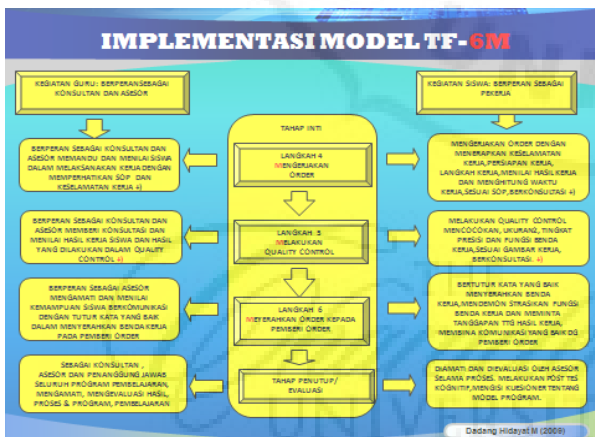 IMPLEMENTASI MODEL TF-6M
KEGIATAN GURU: BERPERANSEBAGAI
KONSULTAN DAN ASESOR
KEGIATAN SISWA: BERPERAN SEBAGAI
PEKERJA
TAHAP INTI
BERPERAN SEBAGAI KONSULTAN DAN
ASESOR MEMANDU DAN MENILAI SISWA
DALAM MELAKSANAKAN KERJA DENGAN
MEMPERHATIKAN SOP DAN
KESELAMATAN KERJA
LANGKAH 4
MENGERJAKAN
ORDER
MENGERJAKAN ORDER DENGAN
MENERAPKAN KESELAMATAN
KERJA,PERSIAPAN KERJA,
LANGKAH KERJA,MENILAI HASIL KERJA
DAN MENGHITUNG WAKTU
KERJA,SESUAI SOP,BERKONSULTASI
BERPERAN SEBAGAI KONSULTAN DAN
ASESOR MEMBERI KONSULTASI DAN
MENILAI HASIL KERJA SISWA DAN HASIL
YANG DILAKUKAN DALAM QUALITY
CONTROL
LANGKAH 5
MELAKUKAN
QUALITY CONTROL
MELAKUKAN QUALITY CONTROL
MENCOCOKAN, UKURAN2, TINGKAT
PRESISI DAN FUNGSI BENDA
KERJA,SESUAI GAMBAR KERJA,
BERKONSULTASI.
BERPERAN SEBAGAI ASESOR
MENGAMATI DAN MENILAI
KEMAMPUAN SISWA BERKOMUNIKASI
DENGAN TUTUR KATA YANG BAIK
DALAM MENYERAHKAN BENDA KERJA
PADA PEMBERI ORDER
LANGKAH 6
MEYERAHKAN ORDER KEPADA
PEMBERI ORDER
BERTUTUR KATA YANG BAIK
MENYERAHKAN BENDA
KERJA,MENDEMON STRASIKAN FUNGSI
BENDA KERJA DAN MEMINTA
TANGGAPAN TTG HASIL KERJA,
MEMBINA KOMUNIKASI YANG BAIK DG
PEMBERI ORDER
SEBAGAI KONSULTAN ,
ASESOR DAN PENANGGUNG JAWAB
SELURUH PROGRAM PEMBELAJARAN,
MENGAMATI, MENGEVALUASI HASIL,
PROSES & PROGRAM, PEMBELAJARAN
TAHAP PENUTUP/
EVALUASI
DIAMATI DAN DIEVALUASI OLEH ASESOR
SELAMA PROSES. MELAKUKAN POST TES
KOGNITIF,MENGISI KUESIONER TENTANG
MODEL PROGRAM.
Dadang Hidayat M (2009)